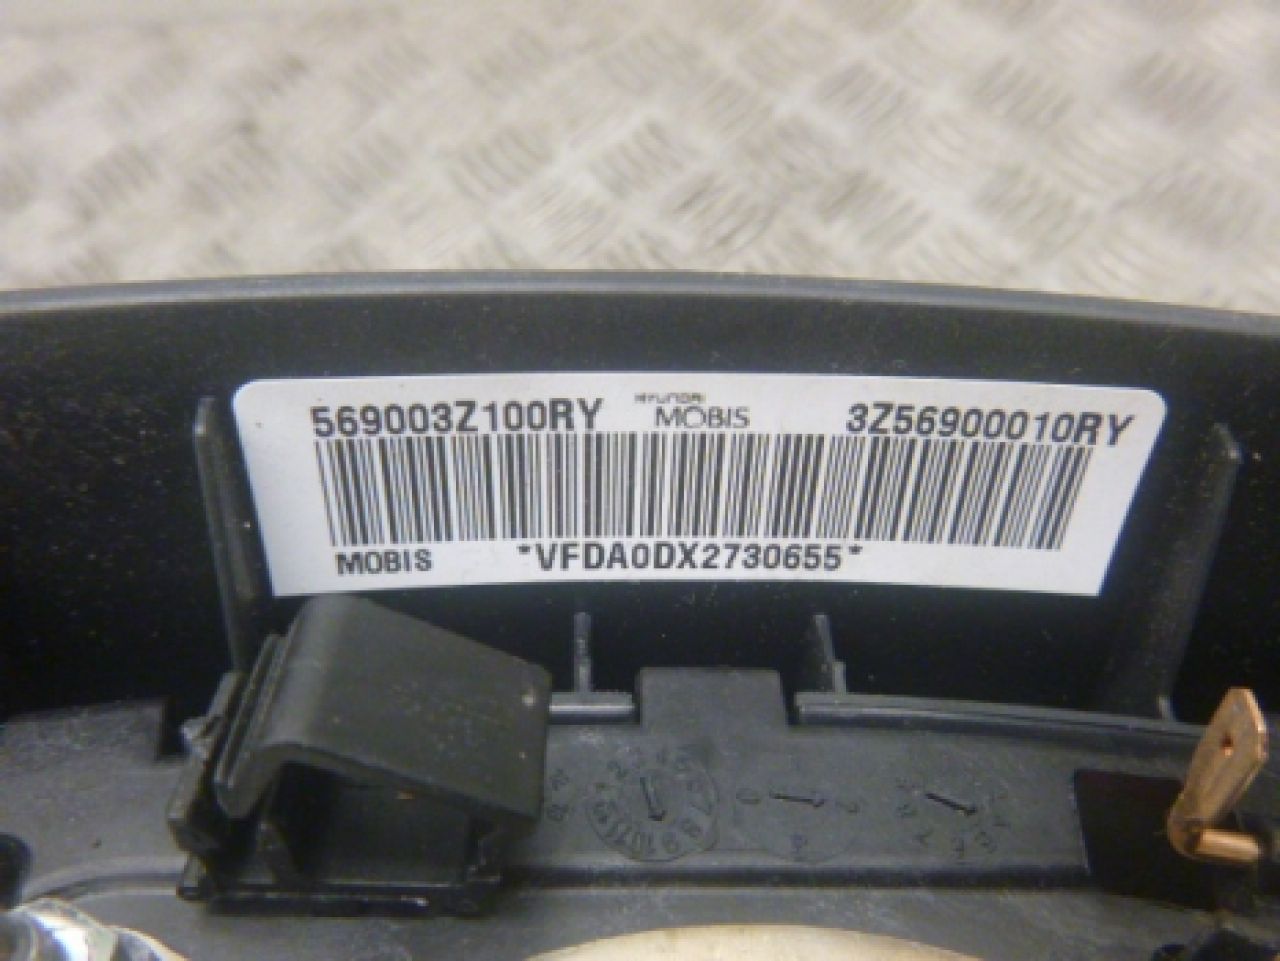 569003Z100RY HYUNDAI MOBIS 3Z56900010RY
MOBIS *VFDA0DX2730655*